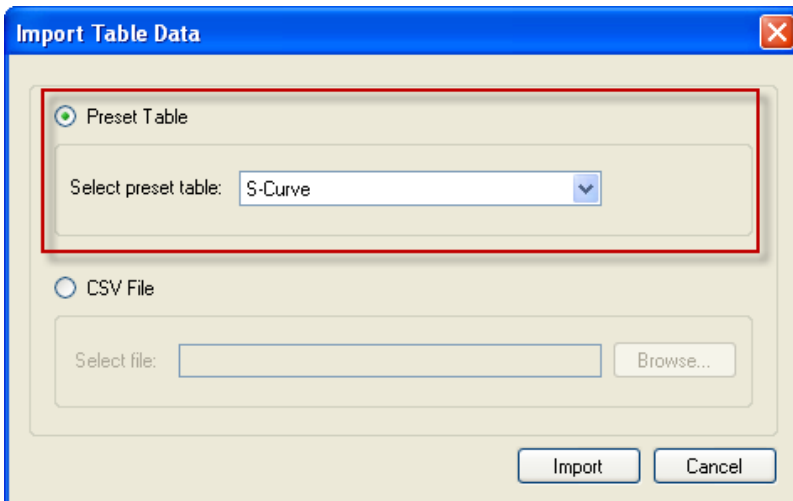 Import Table Data
Preset Table
Select preset table: S-Curve
CSV File
Select file: Browse...
Import Cancel